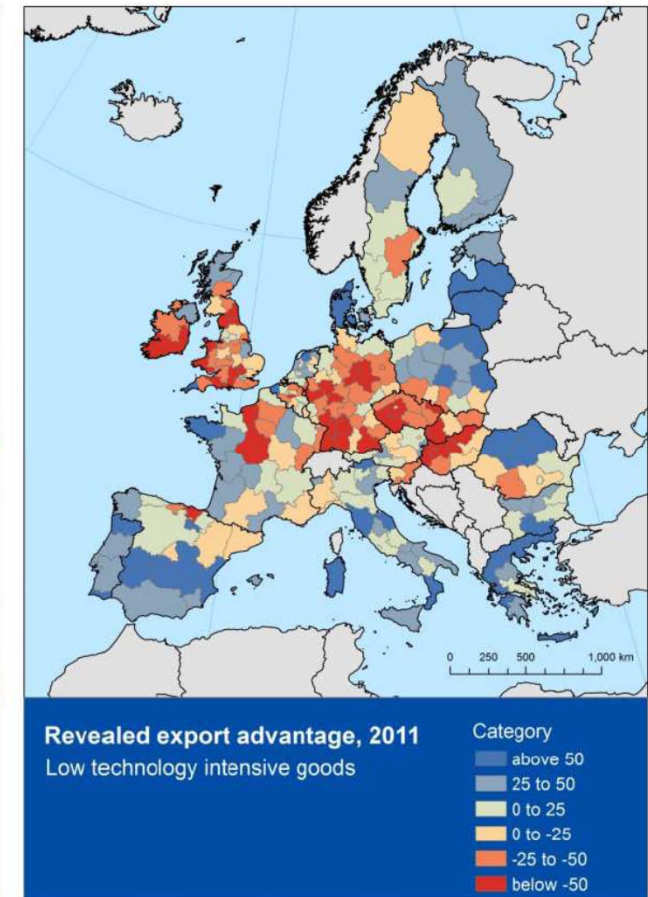 0 250 500 1,000 km
Revealed export advantage, 2011
Low technology intensive goods
Category
above 50
25 to 50
0 to 25
0 to -25
-25 to -50
below -50